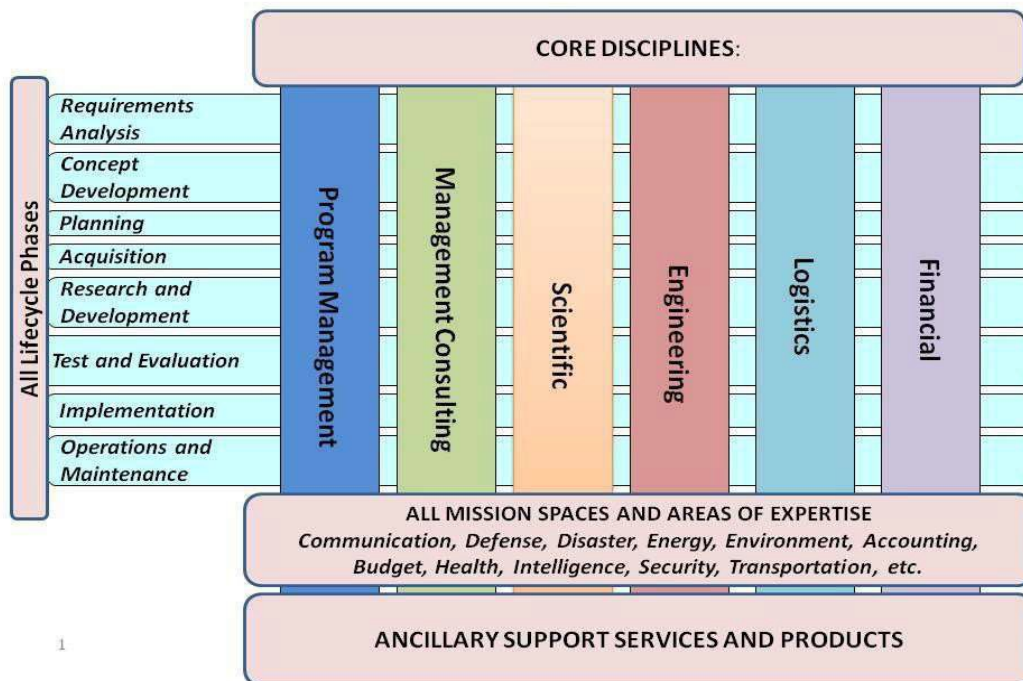 CORE DISCIPLINES:
All Lifecycle Phases
Requirements
Analysis
Concept
Development
Planning
Acquisition
Research and
Development
Test and Evaluation
Implementation
Operations and
Maintenance
Program Management
Management Consulting
Scientific
Engineering
Logistics
Financial
ALL MISSION SPACES AND AREAS OF EXPERTISE
Communication, Defense, Disaster, Energy, Environment, Accounting,
Budget, Health, Intelligence, Security, Transportation, etc.
ANCILLARY SUPPORT SERVICES AND PRODUCTS
1